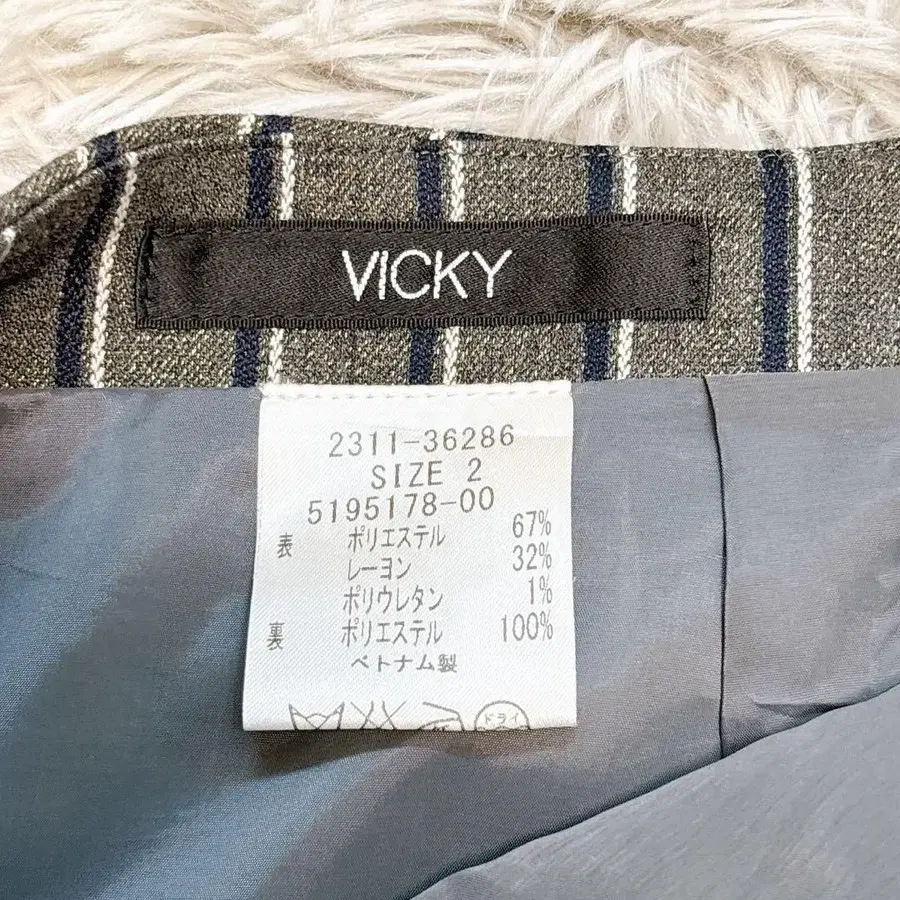 VICKY
2311-36286
SIZE 2
5195178-00
表 ポリエステル 67%
レーヨン 32%
ポリウレタン 1%
裏 ポリエステル 100%
ベトナム製
ドライ